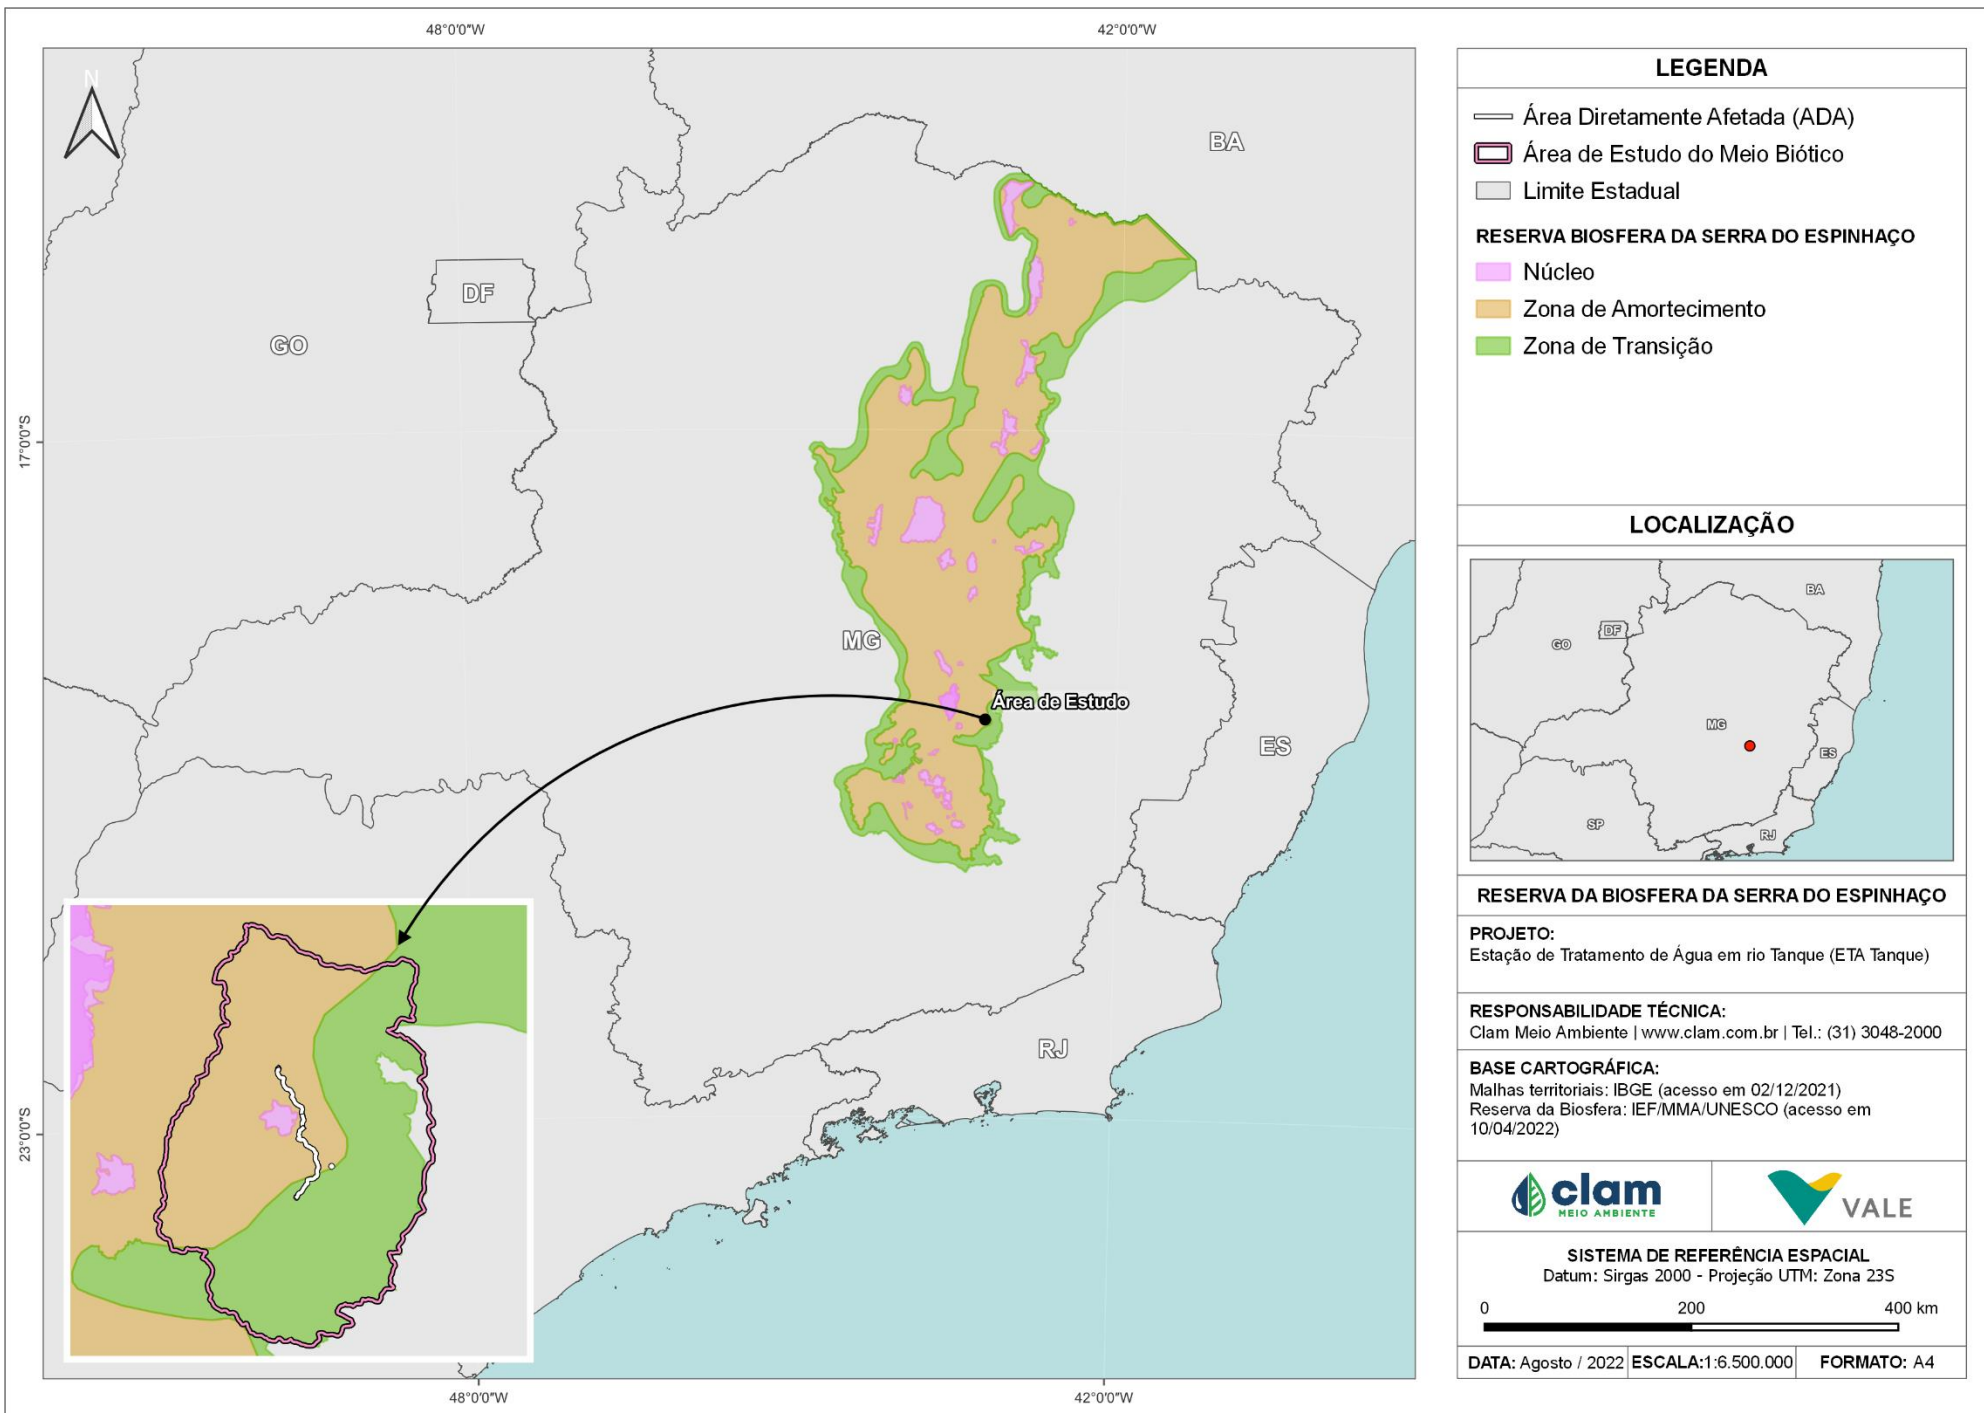 48°0'0"W
42°0'0"W
N
BA
DF
GO
17°0'0"S
MG
Área de Estudo
ES
RJ
23°0'0"S
48°0'0"W
42°0'0"W
LEGENDA
Área Diretamente Afetada (ADA)
Área de Estudo do Meio Biótico
Limite Estadual
RESERVA BIOSFERA DA SERRA DO ESPINHAÇO
Núcleo
Zona de Amortecimento
Zona de Transição
LOCALIZAÇÃO
BA
DF
GO
MG
ES
SP
RJ
RESERVA DA BIOSFERA DA SERRA DO ESPINHAÇO
PROJETO:
Estação de Tratamento de Água em rio Tanque (ETA Tanque)
RESPONSABILIDADE TÉCNICA:
Clam Meio Ambiente | www.clam.com.br | Tel.: (31) 3048-2000
BASE CARTOGRÁFICA:
Malhas territoriais: IBGE (acesso em 02/12/2021)
Reserva da Biosfera: IEF/MMA/UNESCO (acesso em
10/04/2022)
clam
MEIO AMBIENTE
VALE
SISTEMA DE REFERÊNCIA ESPACIAL
Datum: Sirgas 2000 - Projeção UTM: Zona 23S
0 200 400 km
DATA: Agosto / 2022 ESCALA:1:6.500.000 FORMATO: A4